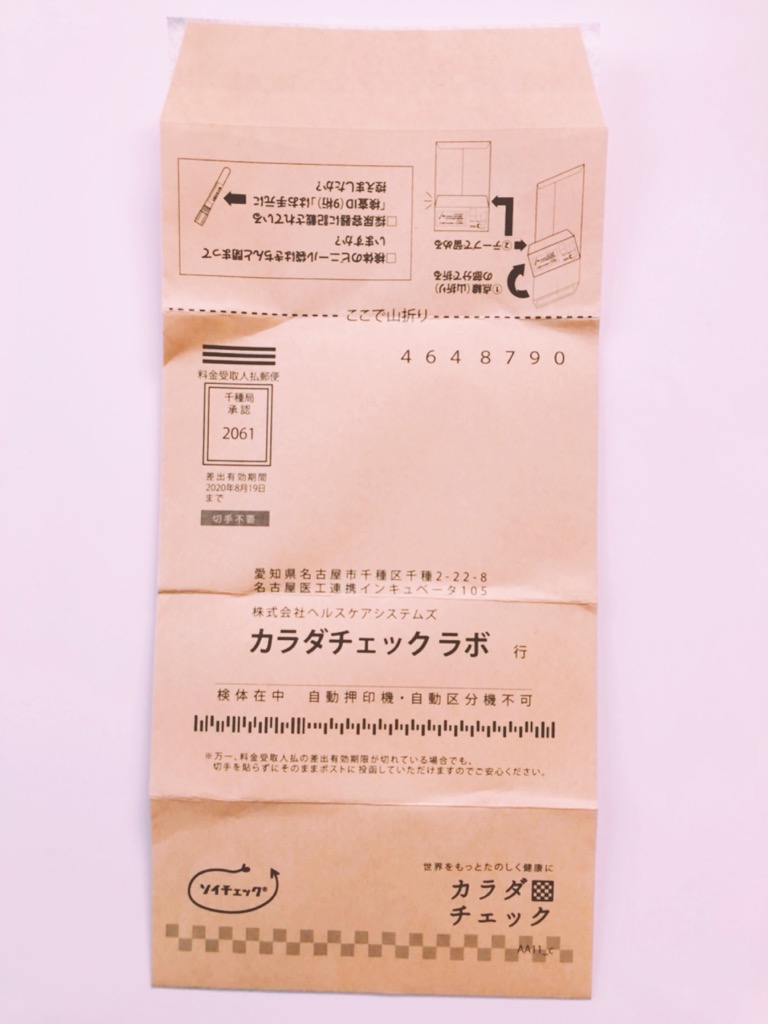 □検体のビニール袋はきちんと閉まって
いますか?
□採尿容器に記載されている
「検査ID(9桁)」はお手元に
控えましたか?
①点線(山折り)
の部分で折る
②テープで留める
ここで山折り
4648790
料金受取人払郵便
千種局
承認
2061
差出有効期間
2020年8月19日
まで
切手不要
愛知県名古屋市千種区千種2-22-8
名古屋医工連携インキュベータ105
株式会社ヘルスケアシステムズ
カラダチェックラボ 行
検体在中 自動押印機・自動区分機不可
※万一、料金受取人払の差出有効期限が切れている場合でも、
切手を貼らずにそのままポストに投函していただけますのでご安心ください。
ソイチェック®
世界をもっとたのしく健康に
カラダ
チェック
AA11_c